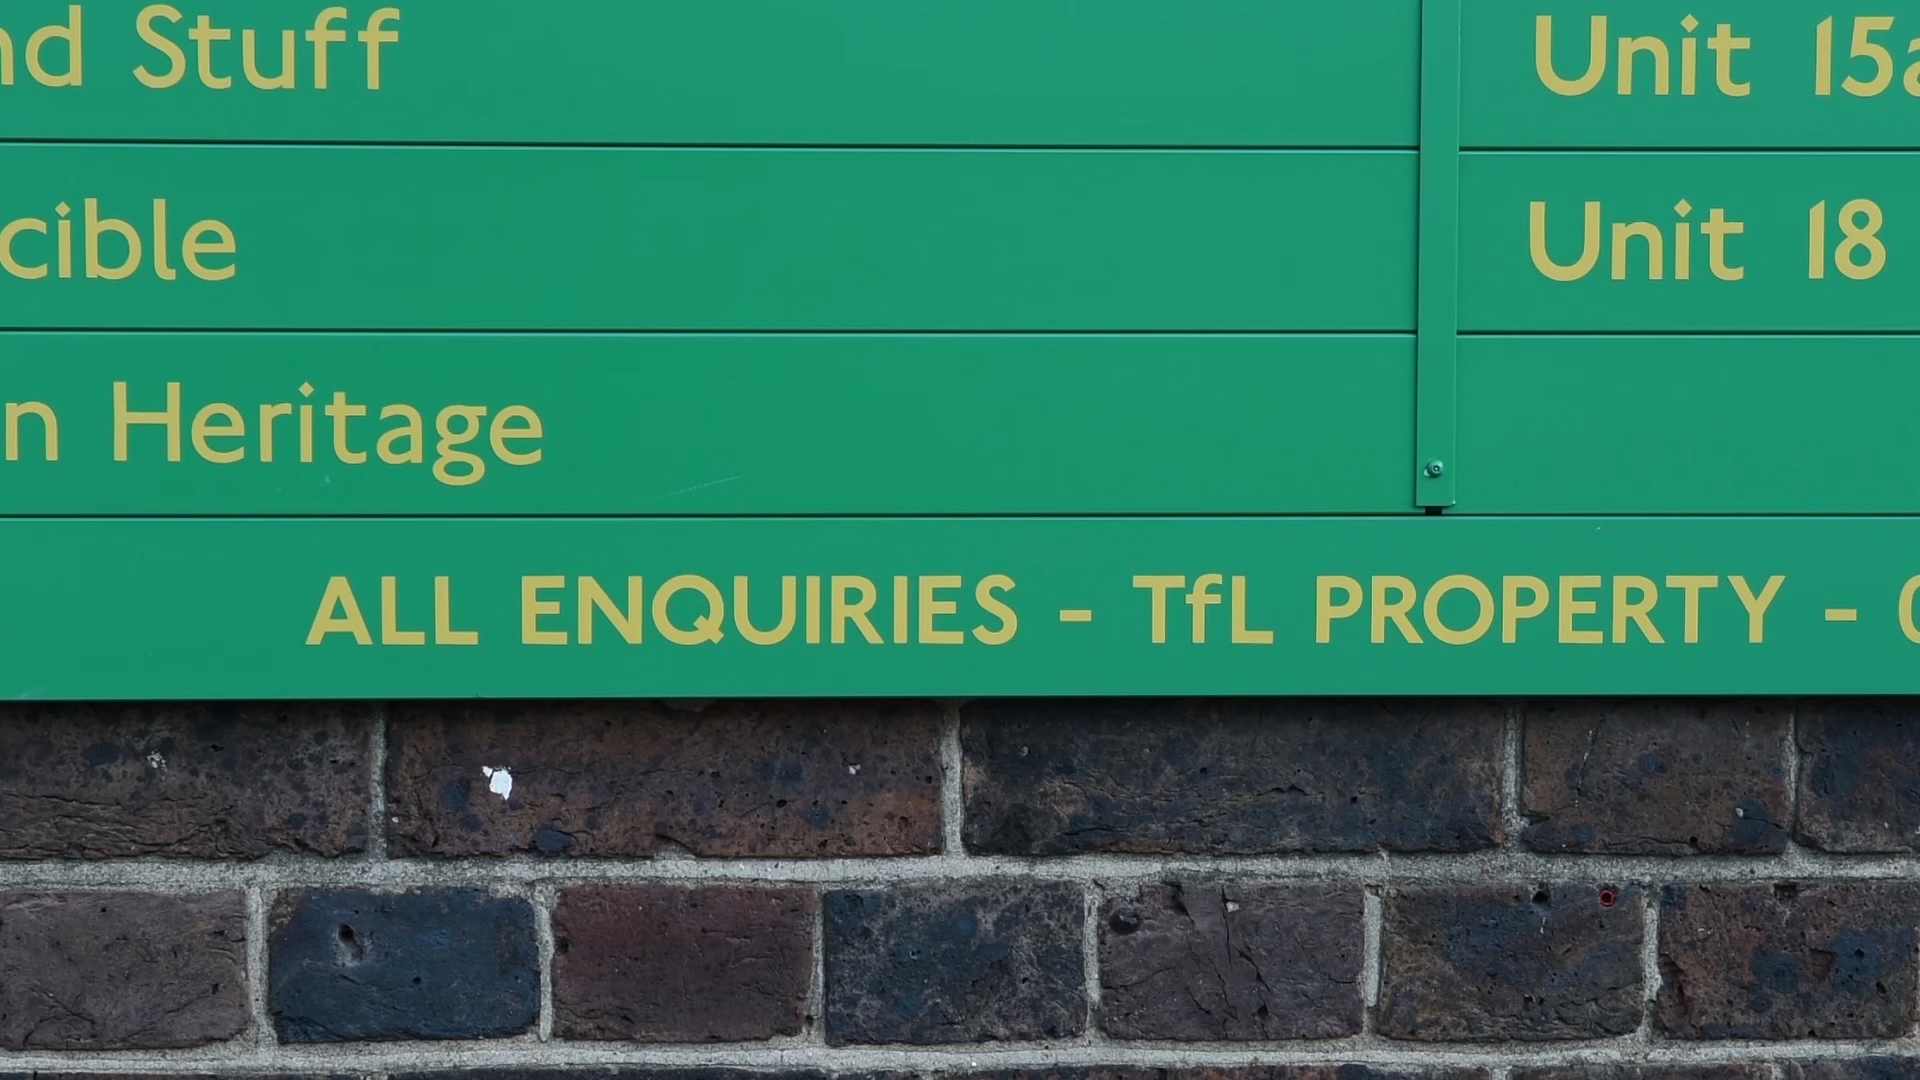 nd Stuff Unit 15a
cible Unit 18
n Heritage
ALL ENQUIRIES - TfL PROPERTY -